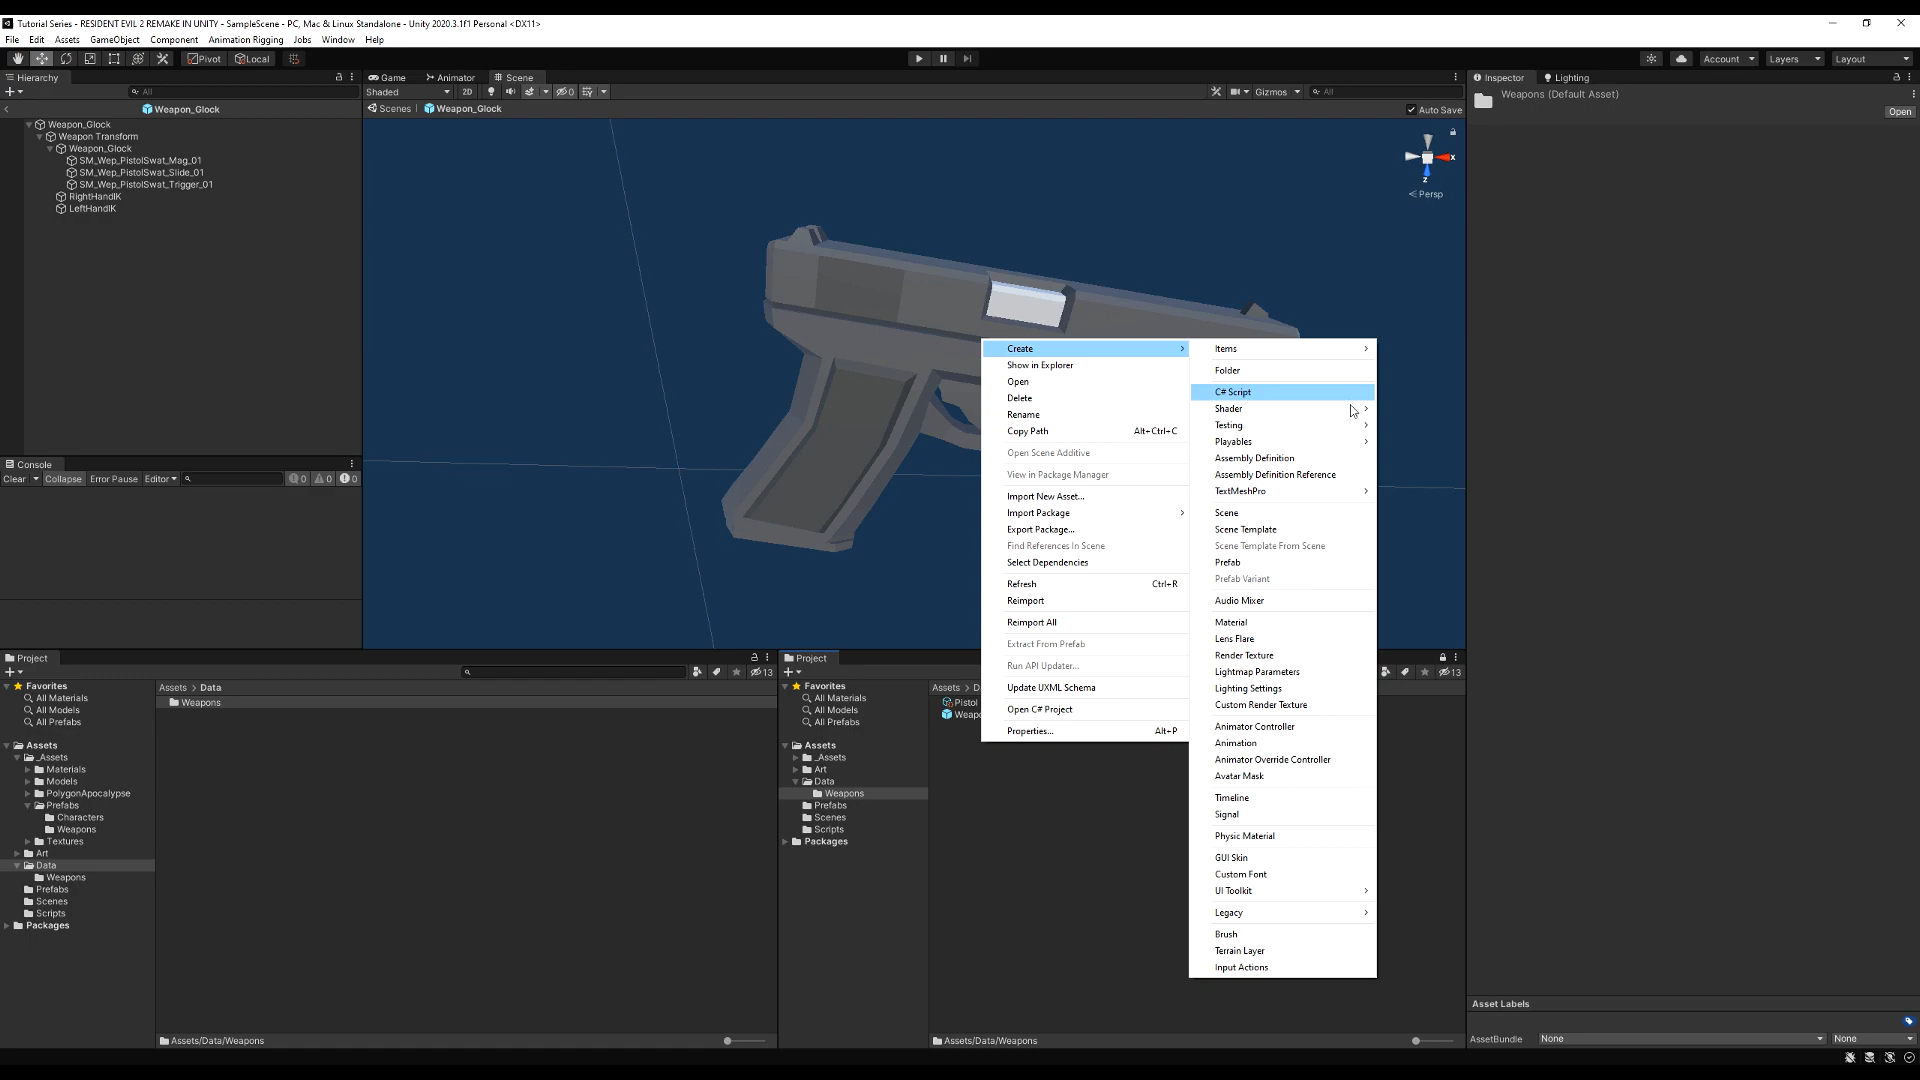 Tutorial Series - RESIDENT EVIL 2 REMAKE IN UNITY - SampleScene - PC, Mac & Linux Standalone - Unity 2020.3.1f1 Personal <DX11>
File Edit Assets GameObject Component Animation Rigging Jobs Window Help
Pivot Local Account Layers Layout
Hierarchy
All
Weapon_Glock
Weapon_Glock
Weapon Transform
Weapon_Glock
SM_Wep_PistolSwat_Mag_01
SM_Wep_PistolSwat_Slide_01
SM_Wep_PistolSwat_Trigger_01
RightHandIK
LeftHandIK
Console
Clear Collapse Error Pause Editor 0 0 0
Game Animator Scene
Shaded 2D 0 Gizmos All
Scenes Weapon_Glock Auto Save
x
z
< Persp
Inspector Lighting
Weapons (Default Asset)
Open
Create
Show in Explorer
Open
Delete
Rename
Copy Path Alt+Ctrl+C
Open Scene Additive
View in Package Manager
Import New Asset...
Import Package
Export Package...
Find References In Scene
Select Dependencies
Refresh Ctrl+R
Reimport
Reimport All
Extract From Prefab
Run API Updater...
Update UXML Schema
Open C# Project
Properties... Alt+P
Items
Folder
C# Script
Shader
Testing
Playables
Assembly Definition
Assembly Definition Reference
TextMeshPro
Scene
Scene Template
Scene Template From Scene
Prefab
Prefab Variant
Audio Mixer
Material
Lens Flare
Render Texture
Lightmap Parameters
Lighting Settings
Custom Render Texture
Animator Controller
Animation
Animator Override Controller
Avatar Mask
Timeline
Signal
Physic Material
GUI Skin
Custom Font
UI Toolkit
Legacy
Brush
Terrain Layer
Input Actions
Project
13
Favorites
All Materials
All Models
All Prefabs
Assets
_Assets
Materials
Models
PolygonApocalypse
Prefabs
Characters
Weapons
Textures
Art
Data
Weapons
Prefabs
Scenes
Scripts
Packages
Assets > Data
Weapons
Assets/Data/Weapons
Project
13
Favorites
All Materials
All Models
All Prefabs
Assets
_Assets
Art
Data
Weapons
Prefabs
Scenes
Scripts
Packages
Assets > D
Pistol
Weapo
Assets/Data/Weapons
Asset Labels
AssetBundle None None